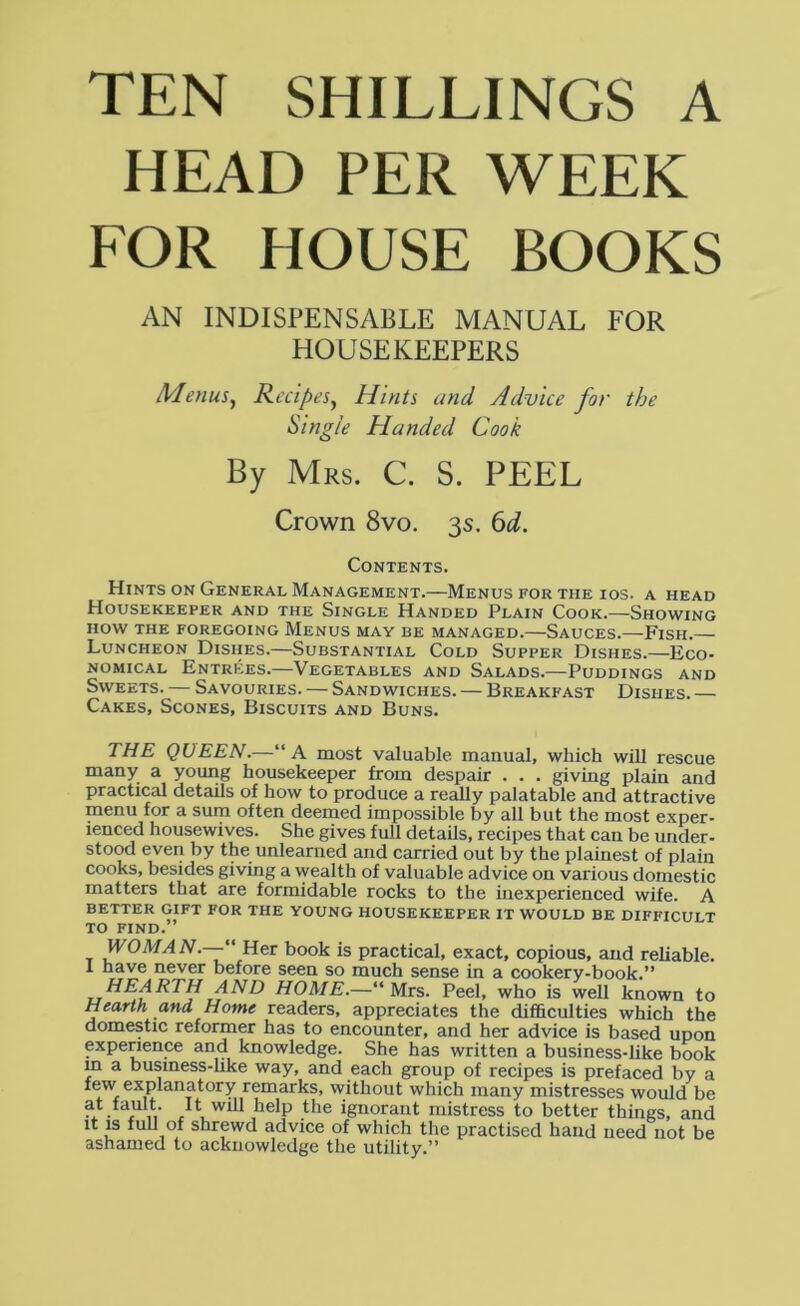 TEN SHILLINGS A
HEAD PER WEEK
FOR HOUSE BOOKS
AN INDISPENSABLE MANUAL FOR
HOUSEKEEPERS
Menus, Recipes, Hints and Advice for the
Single Handed Cook
By Mrs. C. S. PEEL
Crown 8vo. 3s. 6d.
Contents.
Hints on General Management.—Menus for the 10s. a head
Housekeeper and the Single Handed Plain Cook.—Showing
how the foregoing Menus may be managed.—Sauces.—Fish.—
Luncheon Dishes.—Substantial Cold Supper Dishes.—Eco-
nomical Entrées.—Vegetables and Salads.—Puddings and
Sweets.—Savouries.—Sandwiches.—Breakfast Dishes.—
Cakes, Scones, Biscuits and Buns.
THE QUEEN.—“A most valuable manual, which will rescue
many a young housekeeper from despair . . . giving plain and
practical details of how to produce a really palatable and attractive
menu for a sum often deemed impossible by all but the most exper-
ienced housewives. She gives full details, recipes that can be under-
stood even by the unlearned and carried out by the plainest of plain
cooks, besides giving a wealth of valuable advice on various domestic
matters that are formidable rocks to the inexperienced wife. A
BETTER GIFT FOR THE YOUNG HOUSEKEEPER IT WOULD BE DIFFICULT
TO FIND.”
WOMAN.—“Her book is practical, exact, copious, and reliable.
I have never before seen so much sense in a cookery-book.”
HEARTH AND HOME.—“Mrs. Peel, who is well known to
Hearth and Home readers, appreciates the difficulties which the
domestic reformer has to encounter, and her advice is based upon
experience and knowledge. She has written a business-like book
in a business-like way, and each group of recipes is prefaced by a
few explanatory remarks, without which many mistresses would be
at fault. It will help the ignorant mistress to better things, and
it is full of shrewd advice of which the practised hand need not be
ashamed to acknowledge the utility.”